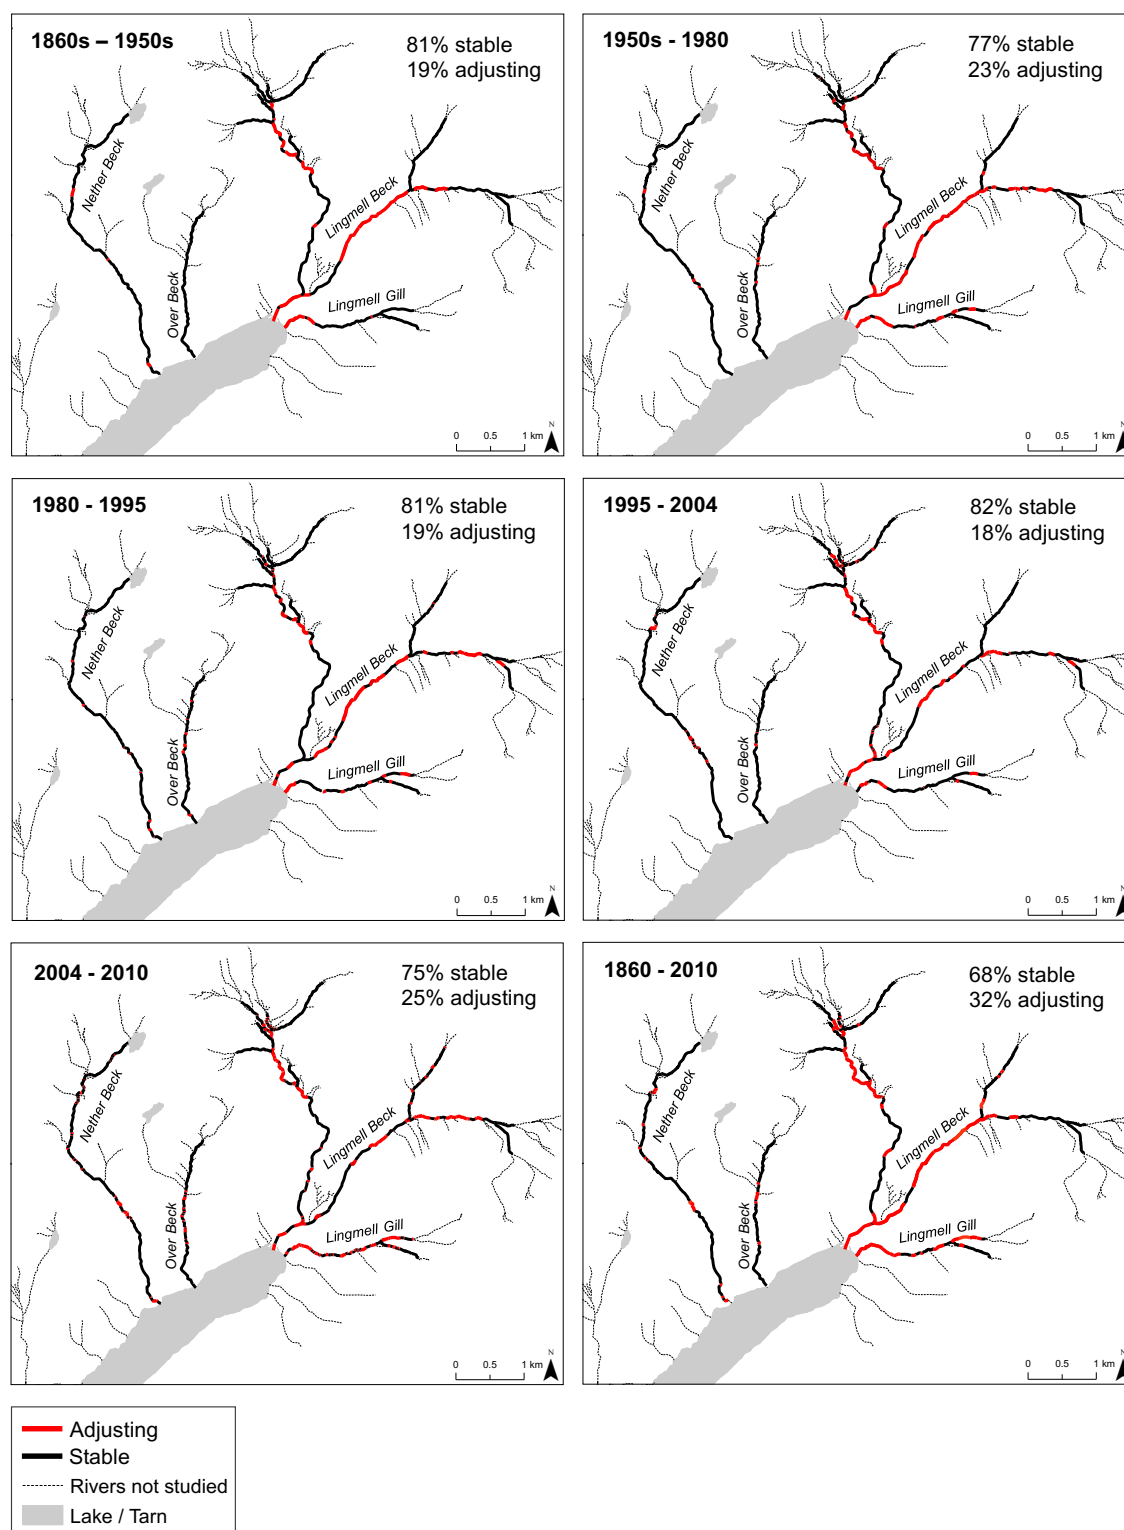 1860s – 1950s
81% stable
19% adjusting
Nether Beck
Over Beck
Lingmell Beck
Lingmell Gill
N
0 0.5 1 km
1950s - 1980
77% stable
23% adjusting
Nether Beck
Over Beck
Lingmell Beck
Lingmell Gill
N
0 0.5 1 km
1980 - 1995
81% stable
19% adjusting
Nether Beck
Over Beck
Lingmell Beck
Lingmell Gill
N
0 0.5 1 km
1995 - 2004
82% stable
18% adjusting
Nether Beck
Over Beck
Lingmell Beck
Lingmell Gill
N
0 0.5 1 km
2004 - 2010
75% stable
25% adjusting
Nether Beck
Over Beck
Lingmell Beck
Lingmell Gill
N
0 0.5 1 km
1860 - 2010
68% stable
32% adjusting
Nether Beck
Over Beck
Lingmell Beck
Lingmell Gill
N
0 0.5 1 km
Adjusting
Stable
Rivers not studied
Lake / Tarn